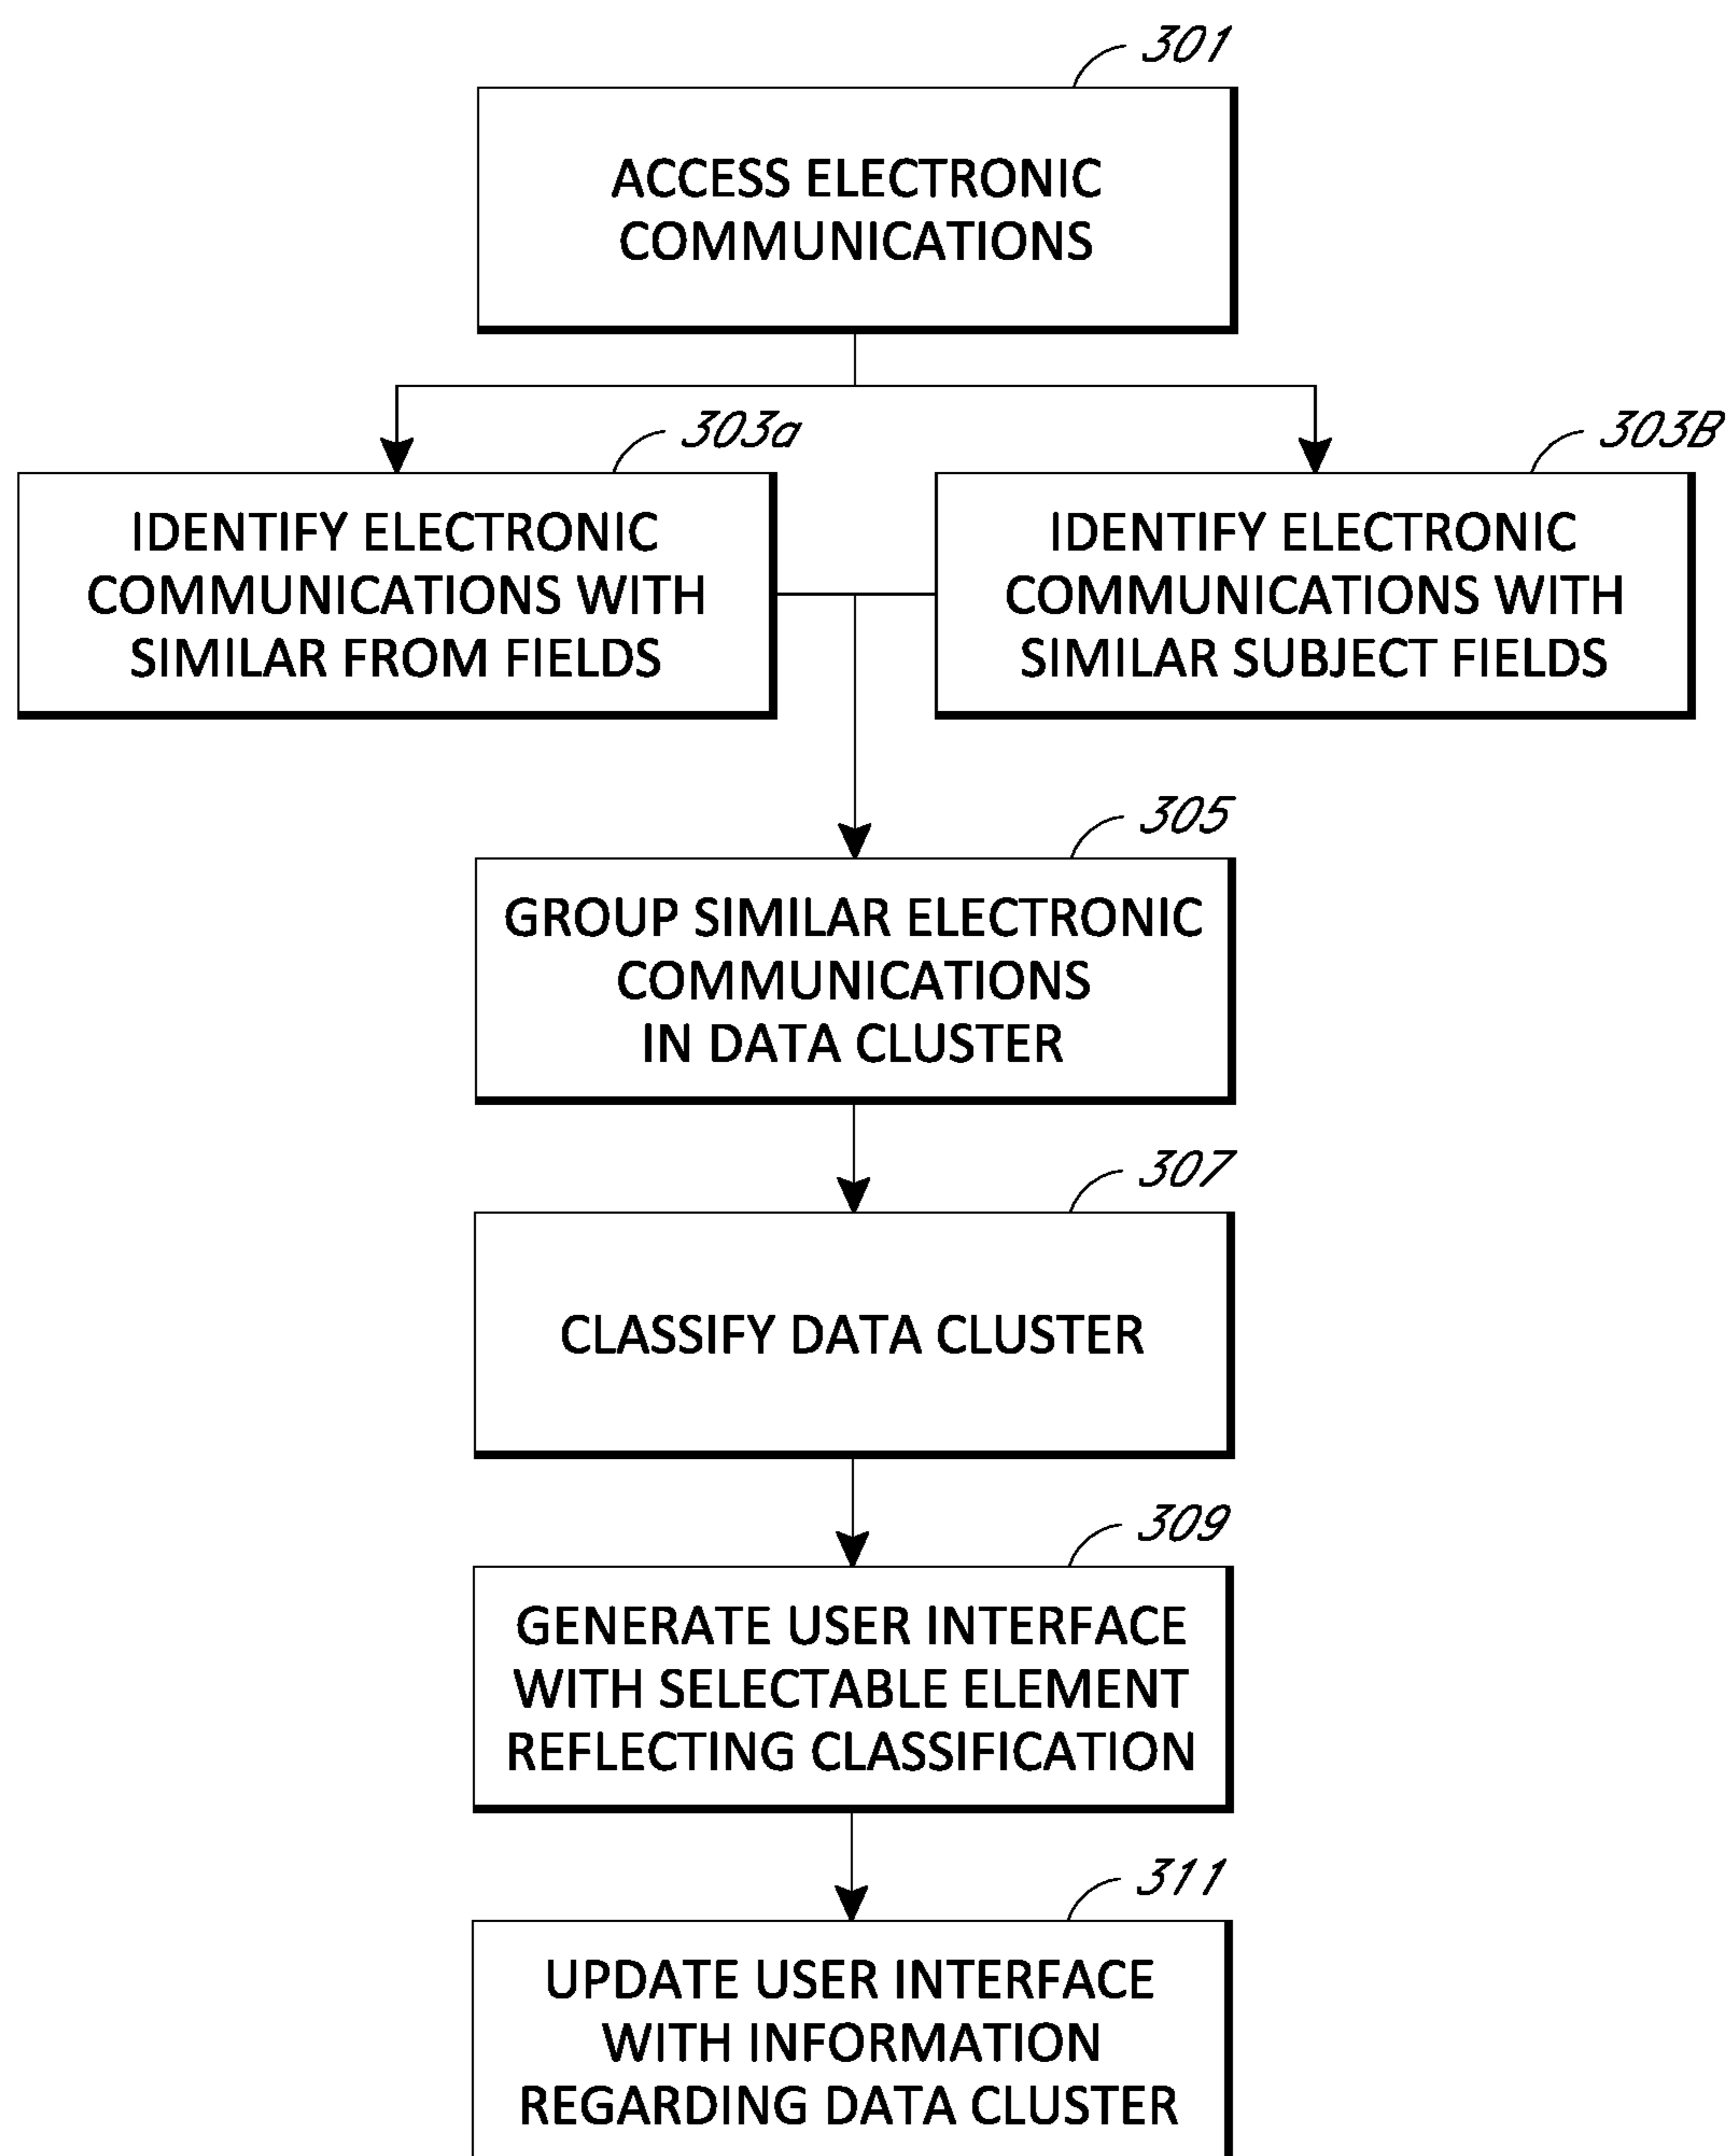 301
ACCESS ELECTRONIC
COMMUNICATIONS
303a
IDENTIFY ELECTRONIC
COMMUNICATIONS WITH
SIMILAR FROM FIELDS
303B
IDENTIFY ELECTRONIC
COMMUNICATIONS WITH
SIMILAR SUBJECT FIELDS
305
GROUP SIMILAR ELECTRONIC
COMMUNICATIONS
IN DATA CLUSTER
307
CLASSIFY DATA CLUSTER
309
GENERATE USER INTERFACE
WITH SELECTABLE ELEMENT
REFLECTING CLASSIFICATION
311
UPDATE USER INTERFACE
WITH INFORMATION
REGARDING DATA CLUSTER